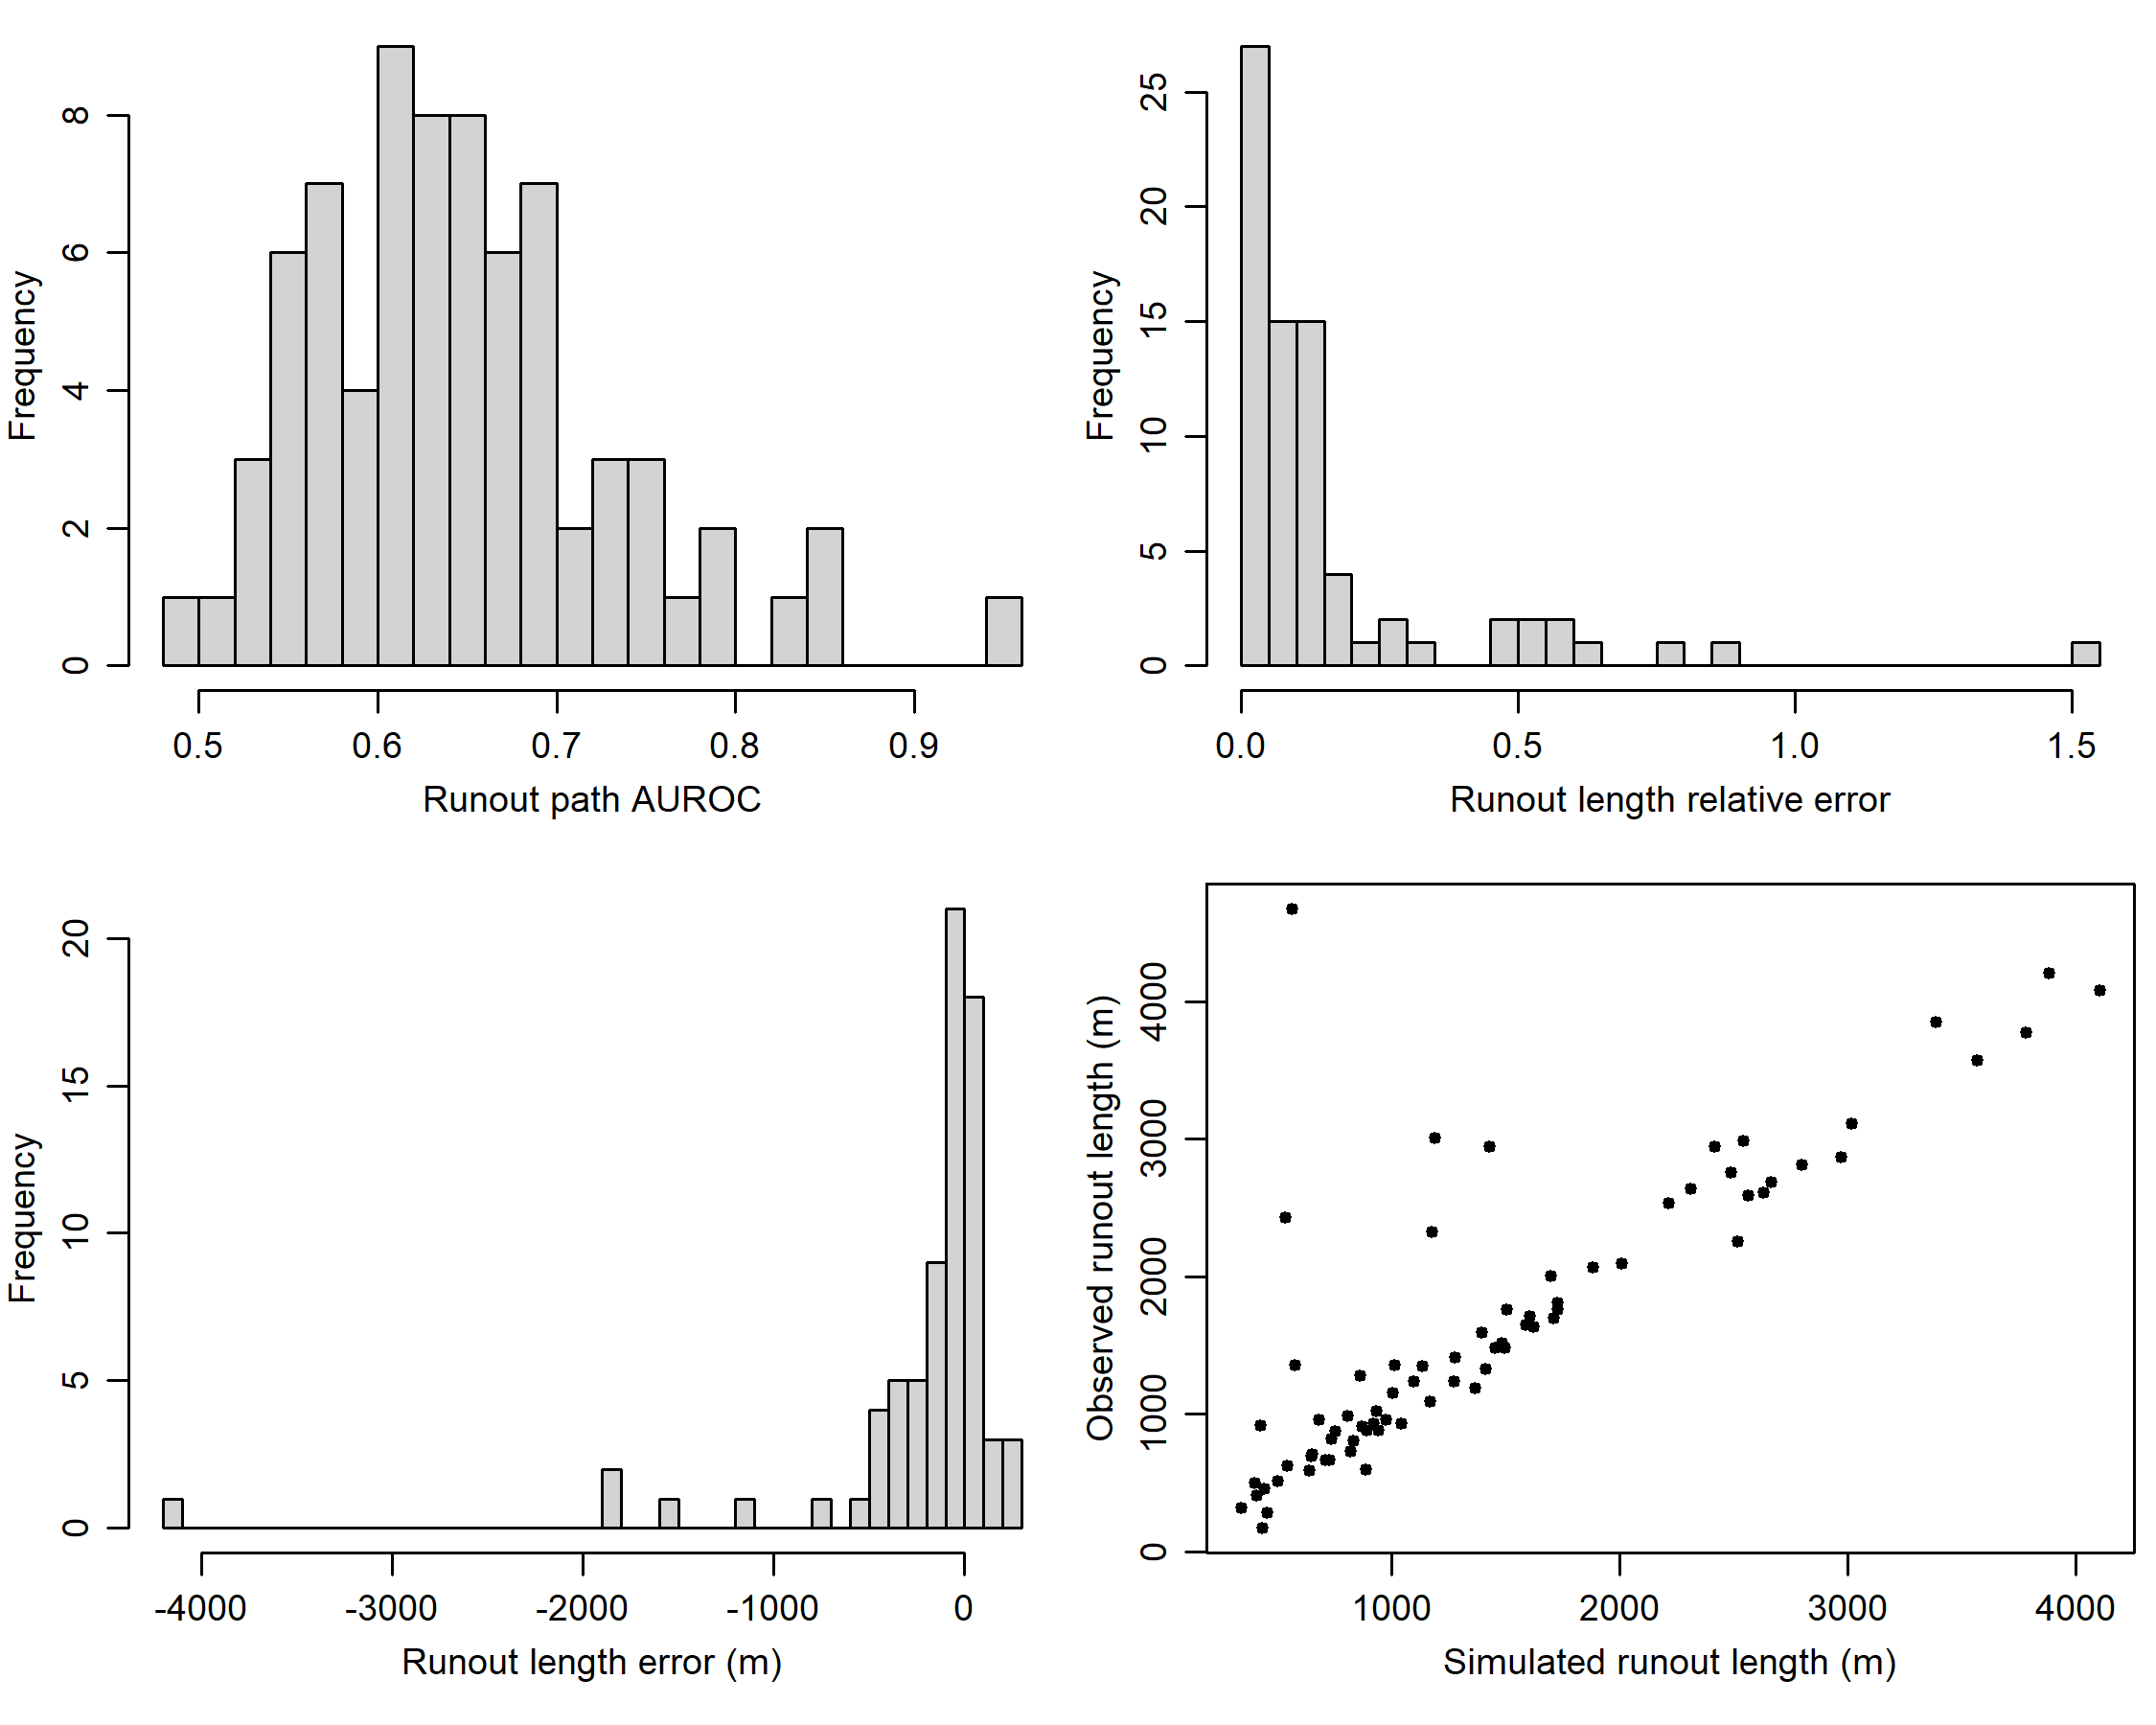 Frequency
0 2 4 6 8
0.5 0.6 0.7 0.8 0.9
Runout path AUROC
Frequency
0 5 10 15 20 25
0.0 0.5 1.0 1.5
Runout length relative error
Frequency
0 5 10 15 20
-4000 -3000 -2000 -1000 0
Runout length error (m)
Observed runout length (m)
0 1000 2000 3000 4000
1000 2000 3000 4000
Simulated runout length (m)